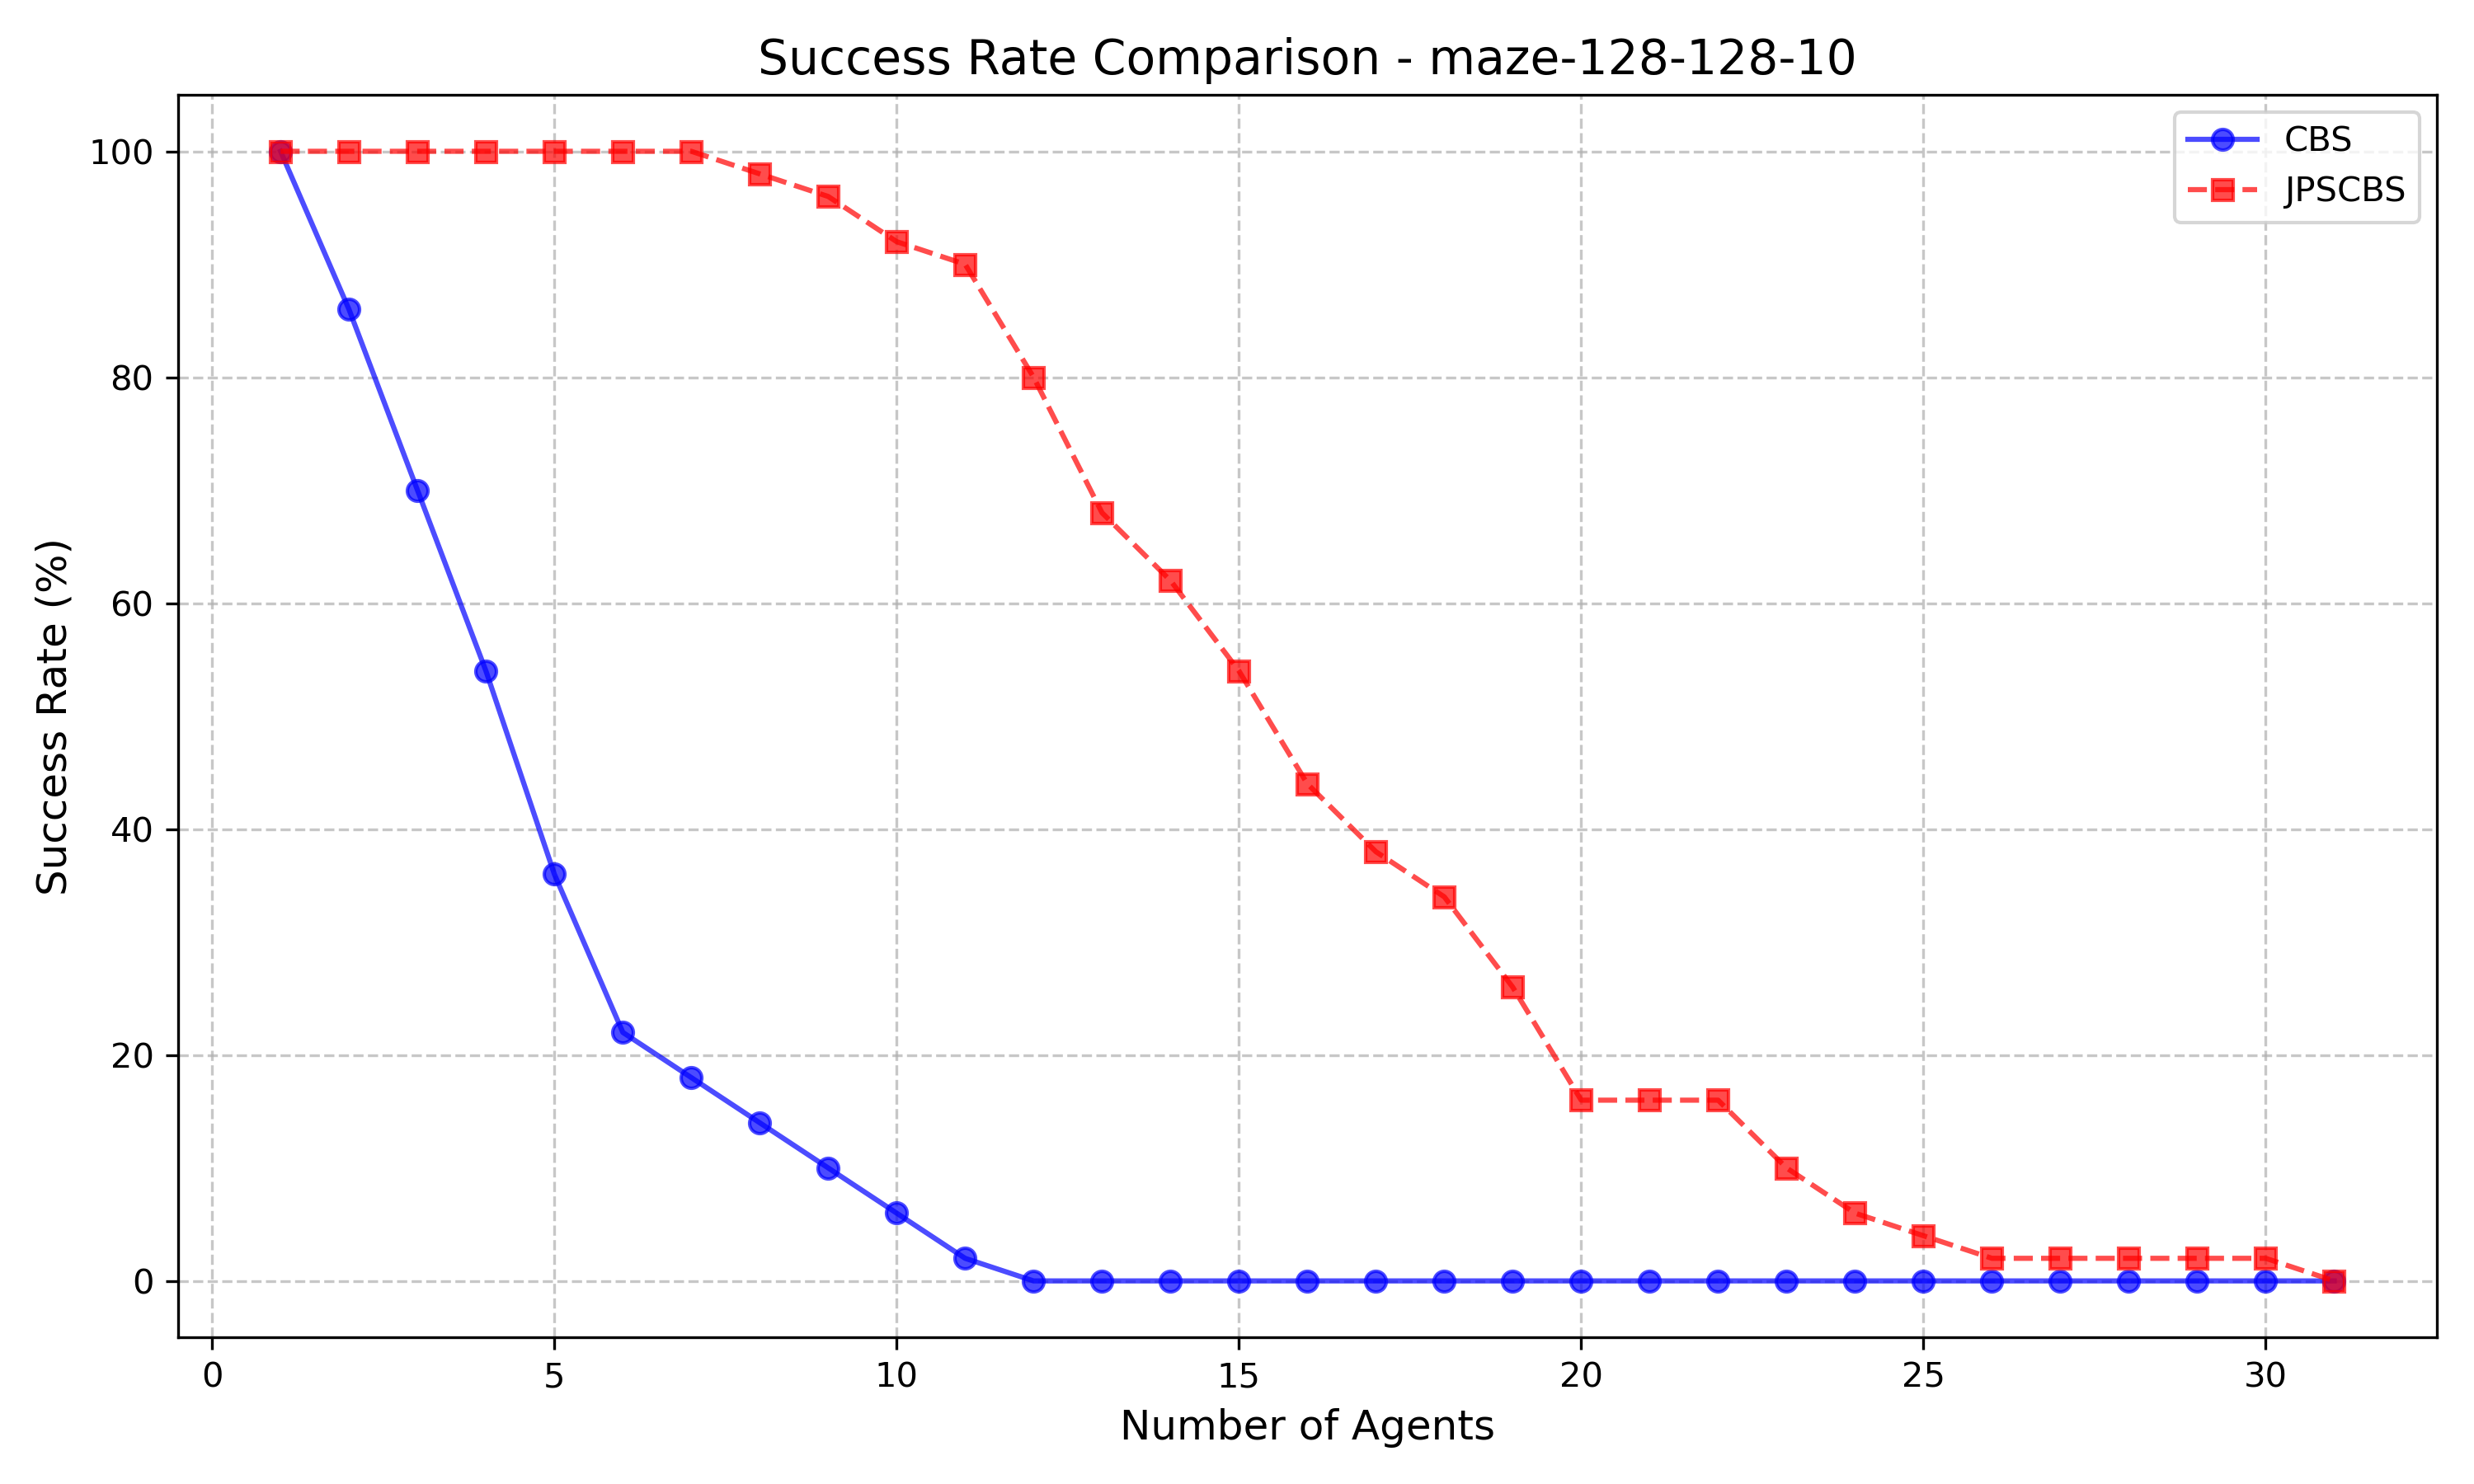 Success Rate Comparison - maze-128-128-10
CBS
JPSCBS
100
80
60
40
20
0
Success Rate (%)
0 5 10 15 20 25 30
Number of Agents